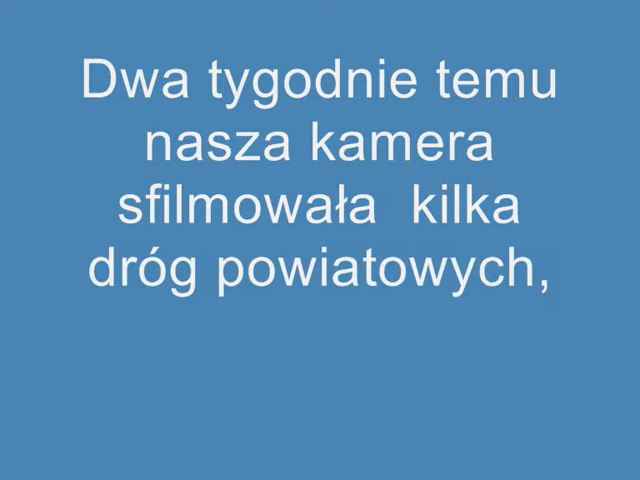 Dwa tygodnie temu
nasza kamera
sfilmowała kilka
dróg powiatowych,